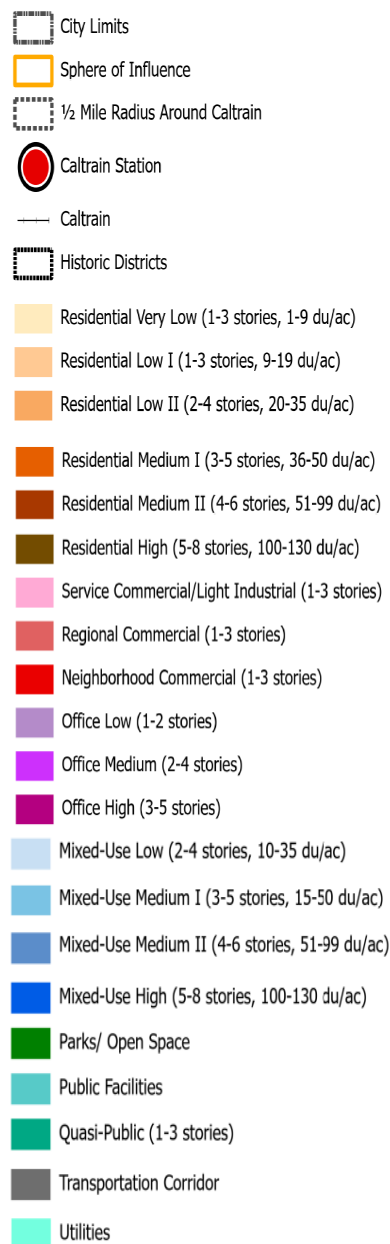 City Limits
Sphere of Influence
½ Mile Radius Around Caltrain
Caltrain Station
Caltrain
Historic Districts
Residential Very Low (1-3 stories, 1-9 du/ac)
Residential Low I (1-3 stories, 9-19 du/ac)
Residential Low II (2-4 stories, 20-35 du/ac)
Residential Medium I (3-5 stories, 36-50 du/ac)
Residential Medium II (4-6 stories, 51-99 du/ac)
Residential High (5-8 stories, 100-130 du/ac)
Service Commercial/Light Industrial (1-3 stories)
Regional Commercial (1-3 stories)
Neighborhood Commercial (1-3 stories)
Office Low (1-2 stories)
Office Medium (2-4 stories)
Office High (3-5 stories)
Mixed-Use Low (2-4 stories, 10-35 du/ac)
Mixed-Use Medium I (3-5 stories, 15-50 du/ac)
Mixed-Use Medium II (4-6 stories, 51-99 du/ac)
Mixed-Use High (5-8 stories, 100-130 du/ac)
Parks/ Open Space
Public Facilities
Quasi-Public (1-3 stories)
Transportation Corridor
Utilities